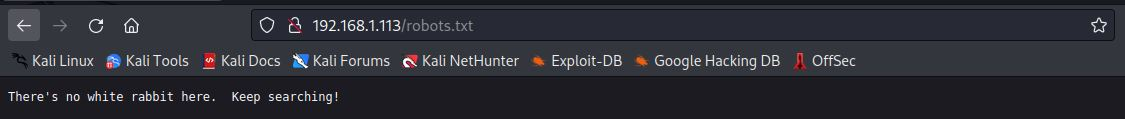 192.168.1.113/robots.txt
Kali Linux Kali Tools Kali Docs Kali Forums Kali NetHunter Exploit-DB Google Hacking DB OffSec
There's no white rabbit here.  Keep searching!